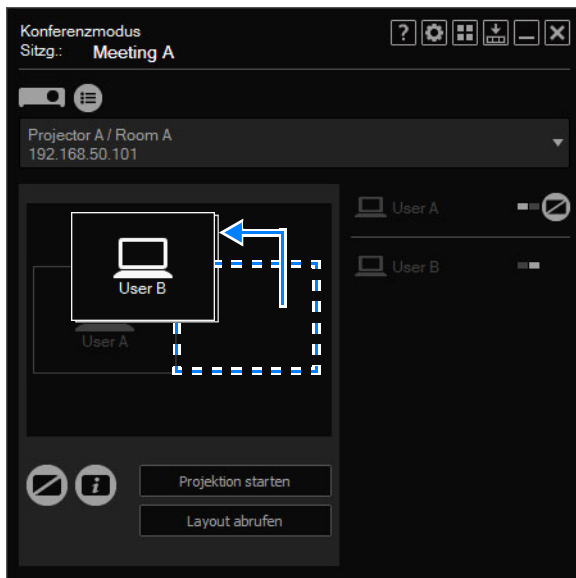 Konferenzmodus
Sitzg.: Meeting A
?
Projector A / Room A
192.168.50.101
User A
User B
User B
User A
i
Projektion starten
Layout abrufen